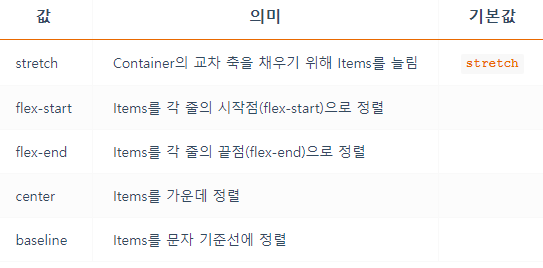 값 의미 기본값
stretch Container의 교차 축을 채우기 위해 Items를 늘림 stretch
flex-start Items를 각 줄의 시작점(flex-start)으로 정렬
flex-end Items를 각 줄의 끝점(flex-end)으로 정렬
center Items를 가운데 정렬
baseline Items를 문자 기준선에 정렬